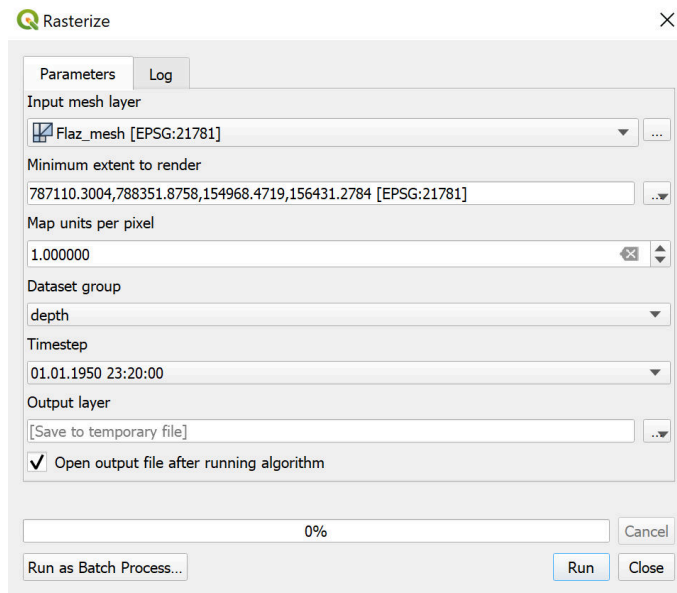 Rasterize
Parameters
Log
Input mesh layer
Flaz_mesh [EPSG:21781]
...
Minimum extent to render
787110.3004,788351.8758,154968.4719,156431.2784 [EPSG:21781]
...
Map units per pixel
1.000000
Dataset group
depth
Timestep
01.01.1950 23:20:00
Output layer
[Save to temporary file]
...
Open output file after running algorithm
0%
Cancel
Run as Batch Process...
Run
Close